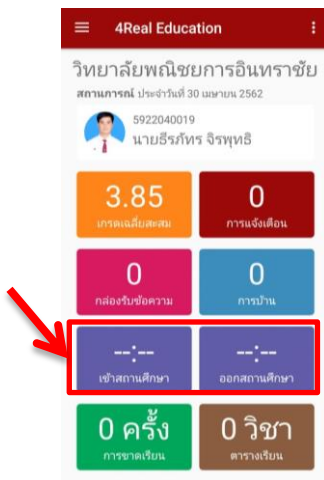 4Real Education
วิทยาลัยพณิชยการอินทราชัย
สถานการณ์ ประจำวันที่ 30 เมษายน 2562
5922040019
นายธีรภัทร จิรพุทธิ
3.85
เกรดเฉลี่ยสะสม
0
การแจ้งเตือน
0
กล่องรับข้อความ
0
การบ้าน
--:--
เข้าสถานศึกษา
--:--
ออกสถานศึกษา
0 ครั้ง
การขาดเรียน
0 วิชา
ตารางเรียน